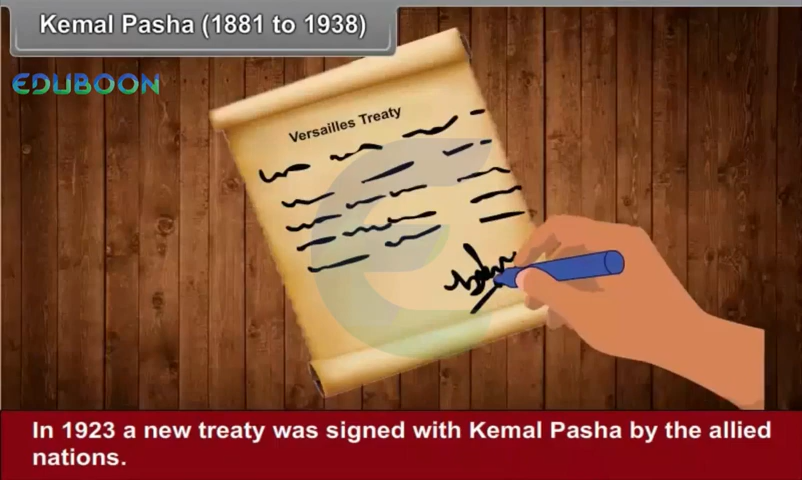 Kemal Pasha (1881 to 1938)
EDUBOON
Versailles Treaty
In 1923 a new treaty was signed with Kemal Pasha by the allied
nations.